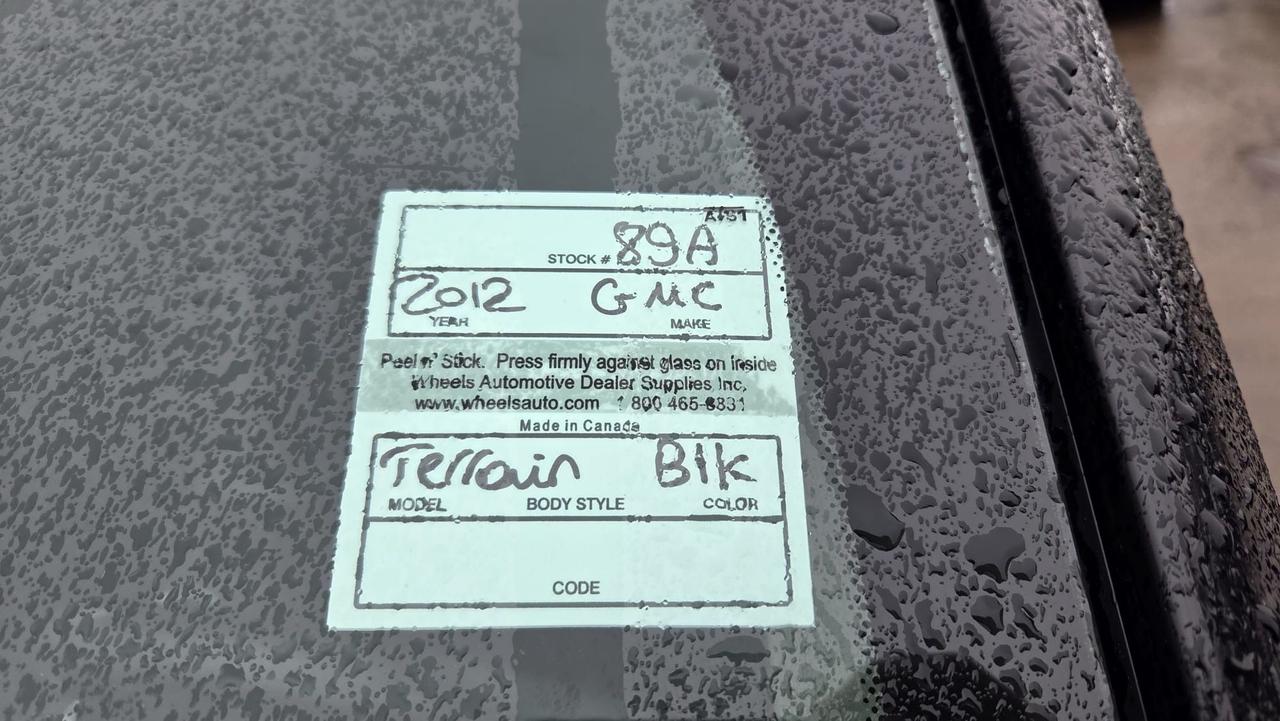 A/S1
STOCK # 89A
2012 GMC
YEAR MAKE
Peel n' Stick. Press firmly against glass on inside
Wheels Automotive Dealer Supplies Inc.
www.wheelsauto.com 1 800 465-8831
Made in Canada
Terrain Blk
MODEL BODY STYLE COLOR
CODE